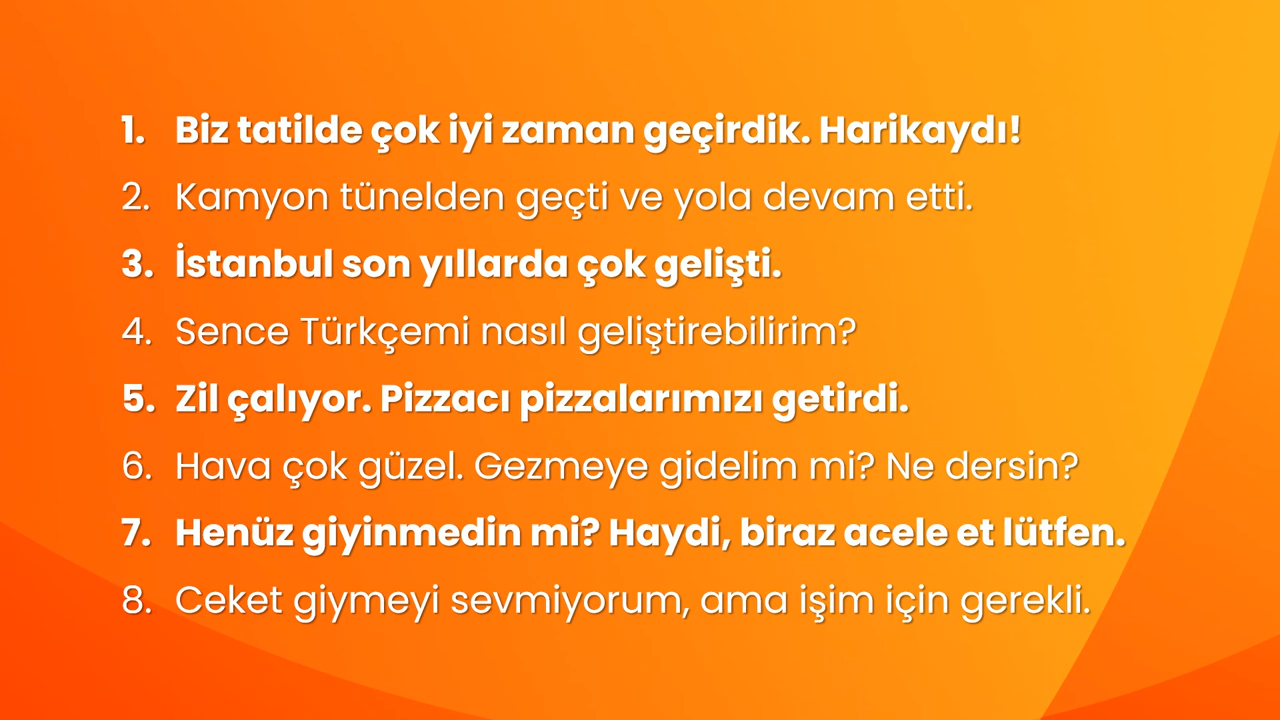 1. Biz tatilde çok iyi zaman geçirdik. Harikaydı!
2. Kamyon tünelden geçti ve yola devam etti.
3. İstanbul son yıllarda çok gelişti.
4. Sence Türkçemi nasıl geliştirebilirim?
5. Zil çalıyor. Pizzacı pizzalarımızı getirdi.
6. Hava çok güzel. Gezmeye gidelim mi? Ne dersin?
7. Henüz giyinmedin mi? Haydi, biraz acele et lütfen.
8. Ceket giymeyi sevmiyorum, ama işim için gerekli.